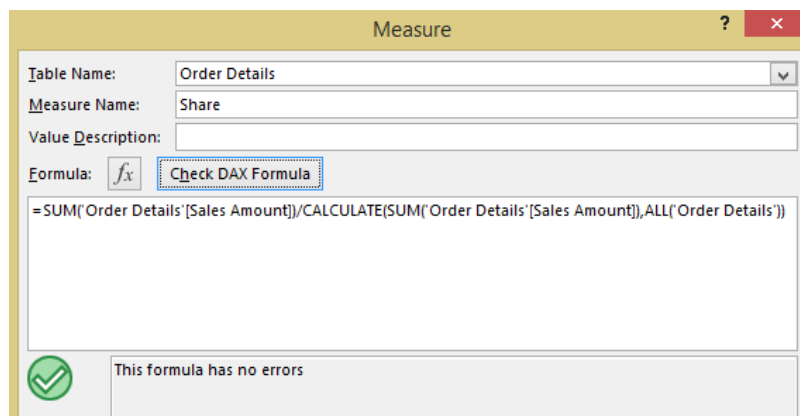 Measure
? ×
Table Name: Order Details
Measure Name: Share
Value Description:
Formula: fx Check DAX Formula
=SUM('Order Details'[Sales Amount])/CALCULATE(SUM('Order Details'[Sales Amount]),ALL('Order Details'))
This formula has no errors